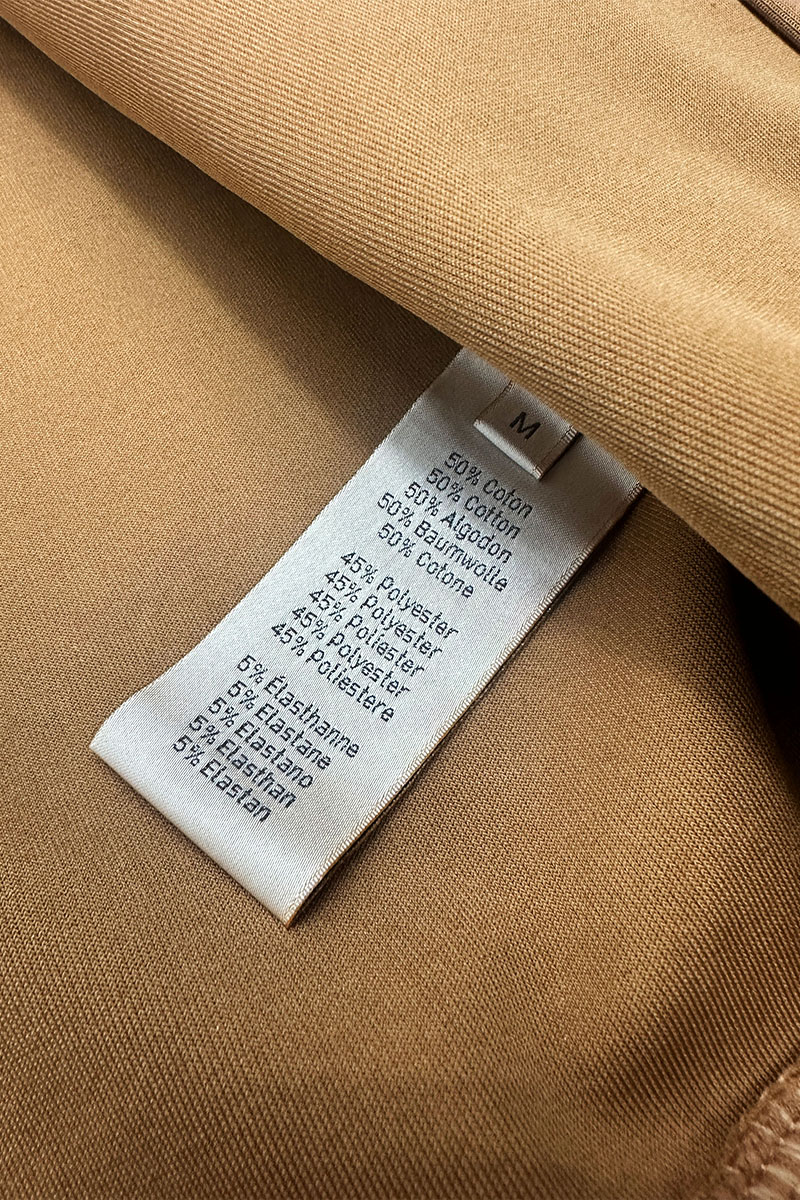 M
50% Coton
50% Cotton
50% Algodon
50% Baumwolle
50% Cotone
45% Polyester
45% Polyester
45% Poliester
45% Polyester
45% Poliestere
5% Élasthanne
5% Elastane
5% Elastano
5% Elasthan
5% Elastan